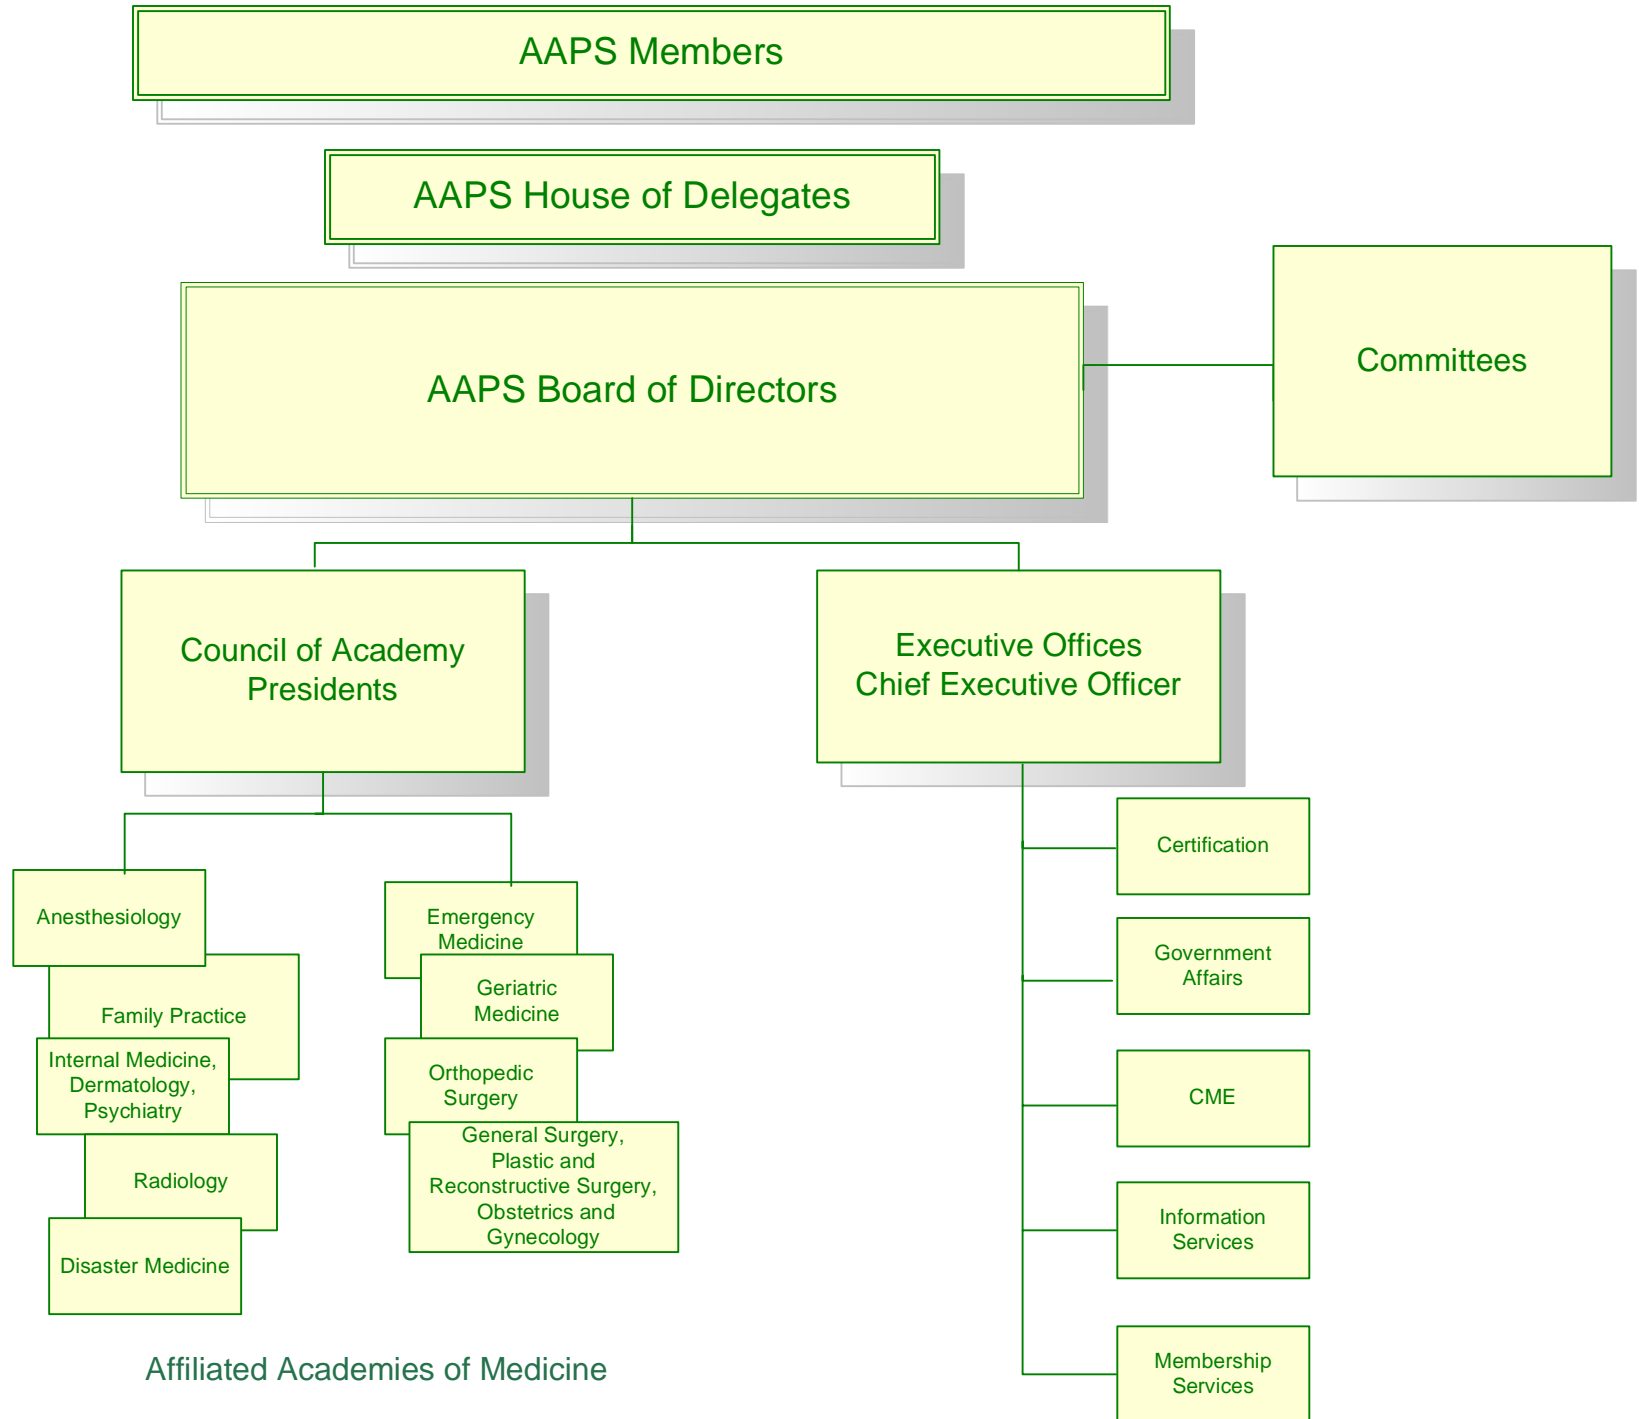 AAPS Members
AAPS House of Delegates
AAPS Board of Directors
Committees
Council of Academy
Presidents
Executive Offices
Chief Executive Officer
Anesthesiology
Family Practice
Internal Medicine,
Dermatology,
Psychiatry
Radiology
Disaster Medicine
Emergency
Medicine
Geriatric
Medicine
Orthopedic
Surgery
General Surgery,
Plastic and
Reconstructive Surgery,
Obstetrics and
Gynecology
Affiliated Academies of Medicine
Certification
Government
Affairs
CME
Information
Services
Membership
Services